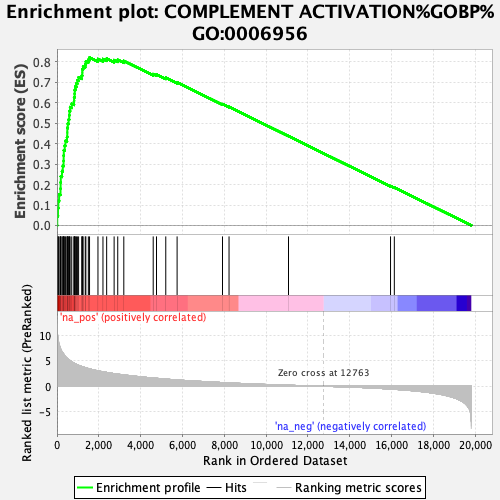 Enrichment plot: COMPLEMENT ACTIVATION%GOBP%
GO:0006956
Enrichment score (ES)
0.8
0.7
0.6
0.5
0.4
0.3
0.2
0.1
0.0
'na_pos' (positively correlated)
Ranked list metric (PreRanked)
10
5
0
-5
Zero cross at 12763
'na_neg' (negatively correlated)
0
2,000
4,000
6,000
8,000
10,000
12,000
14,000
16,000
18,000
20,000
Rank in Ordered Dataset
Enrichment profile
Hits
Ranking metric scores